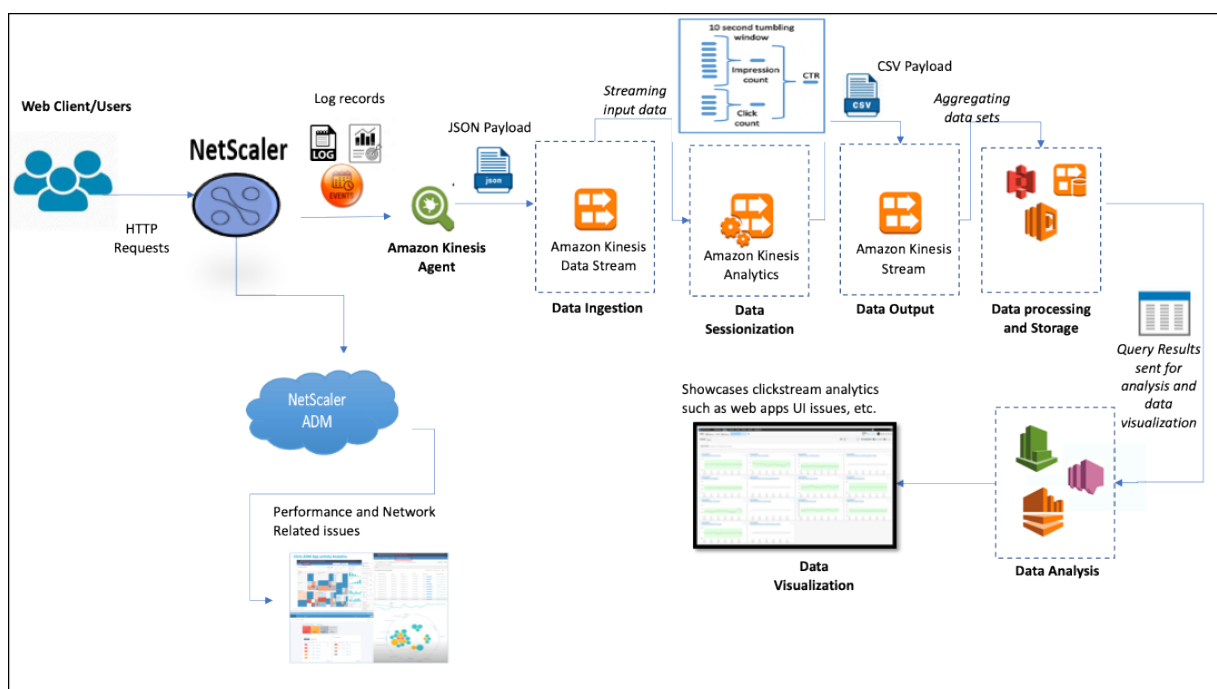 10 second tumbling
window
Impression
count
CTR
Click
count
CSV Payload
CSV
Streaming
input data
Aggregating
data sets
Web Client/Users
Log records
LOG
EVENTS
NetScaler
JSON Payload
json
HTTP
Requests
Amazon Kinesis
Agent
Amazon Kinesis
Data Stream
Data Ingestion
Amazon Kinesis
Analytics
Data
Sessionization
Amazon Kinesis
Stream
Data Output
Data processing
and Storage
Query Results
sent for
analysis and
data
visualization
NetScaler
ADM
Showcases clickstream analytics
such as web apps UI issues, etc.
Data
Visualization
Data Analysis
Performance and Network
Related issues